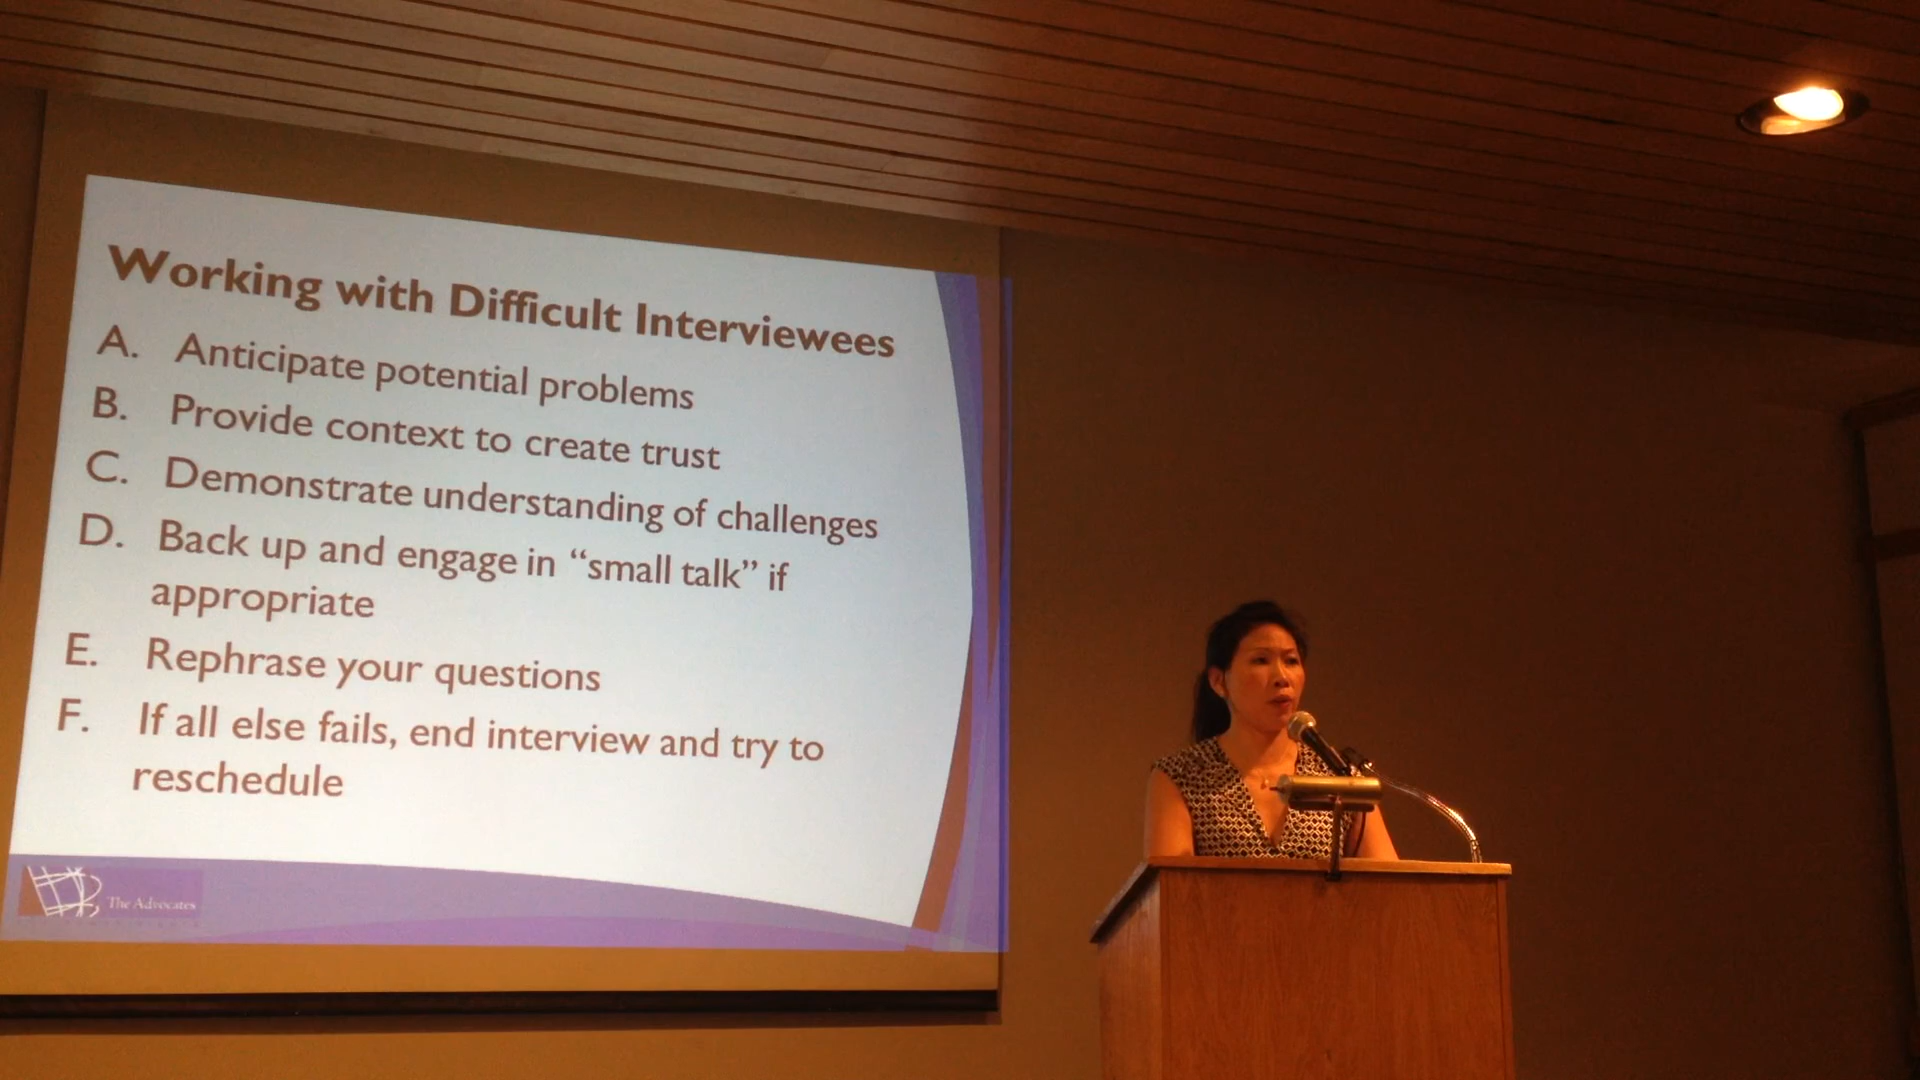 Working with Difficult Interviewees
A. Anticipate potential problems
B. Provide context to create trust
C. Demonstrate understanding of challenges
D. Back up and engage in “small talk” if
appropriate
E. Rephrase your questions
F. If all else fails, end interview and try to
reschedule
The Advocates